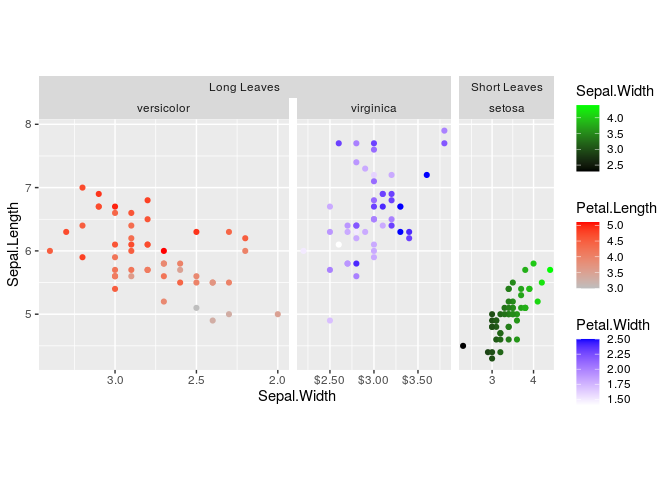 Long Leaves
Short Leaves
versicolor
virginica
setosa
Sepal.Length
8
7
6
5
3.0
2.5
2.0
$2.50
$3.00
$3.50
3
4
Sepal.Width
Sepal.Width
4.0
3.5
3.0
2.5
Petal.Length
5.0
4.5
4.0
3.5
3.0
Petal.Width
2.50
2.25
2.00
1.75
1.50